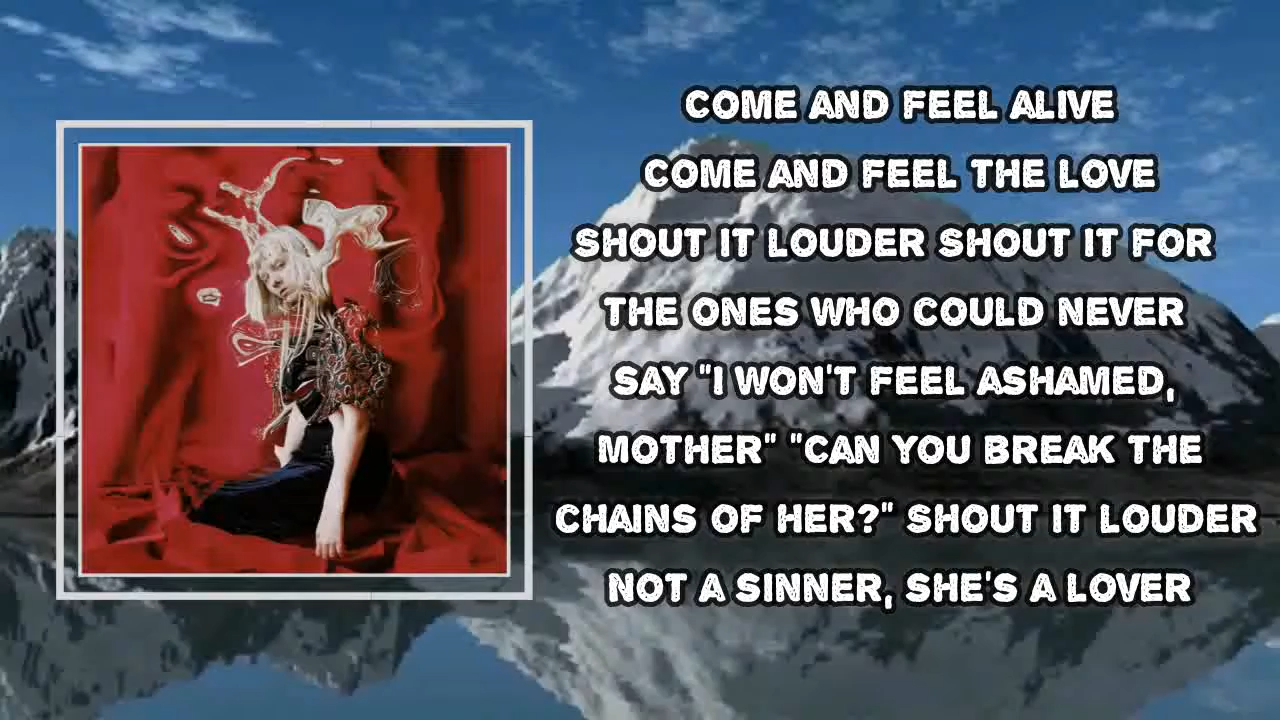 COME AND FEEL ALIVE
COME AND FEEL THE LOVE
SHOUT IT LOUDER SHOUT IT FOR
THE ONES WHO COULD NEVER
SAY "I WON'T FEEL ASHAMED,
MOTHER" "CAN YOU BREAK THE
CHAINS OF HER?" SHOUT IT LOUDER
NOT A SINNER, SHE'S A LOVER